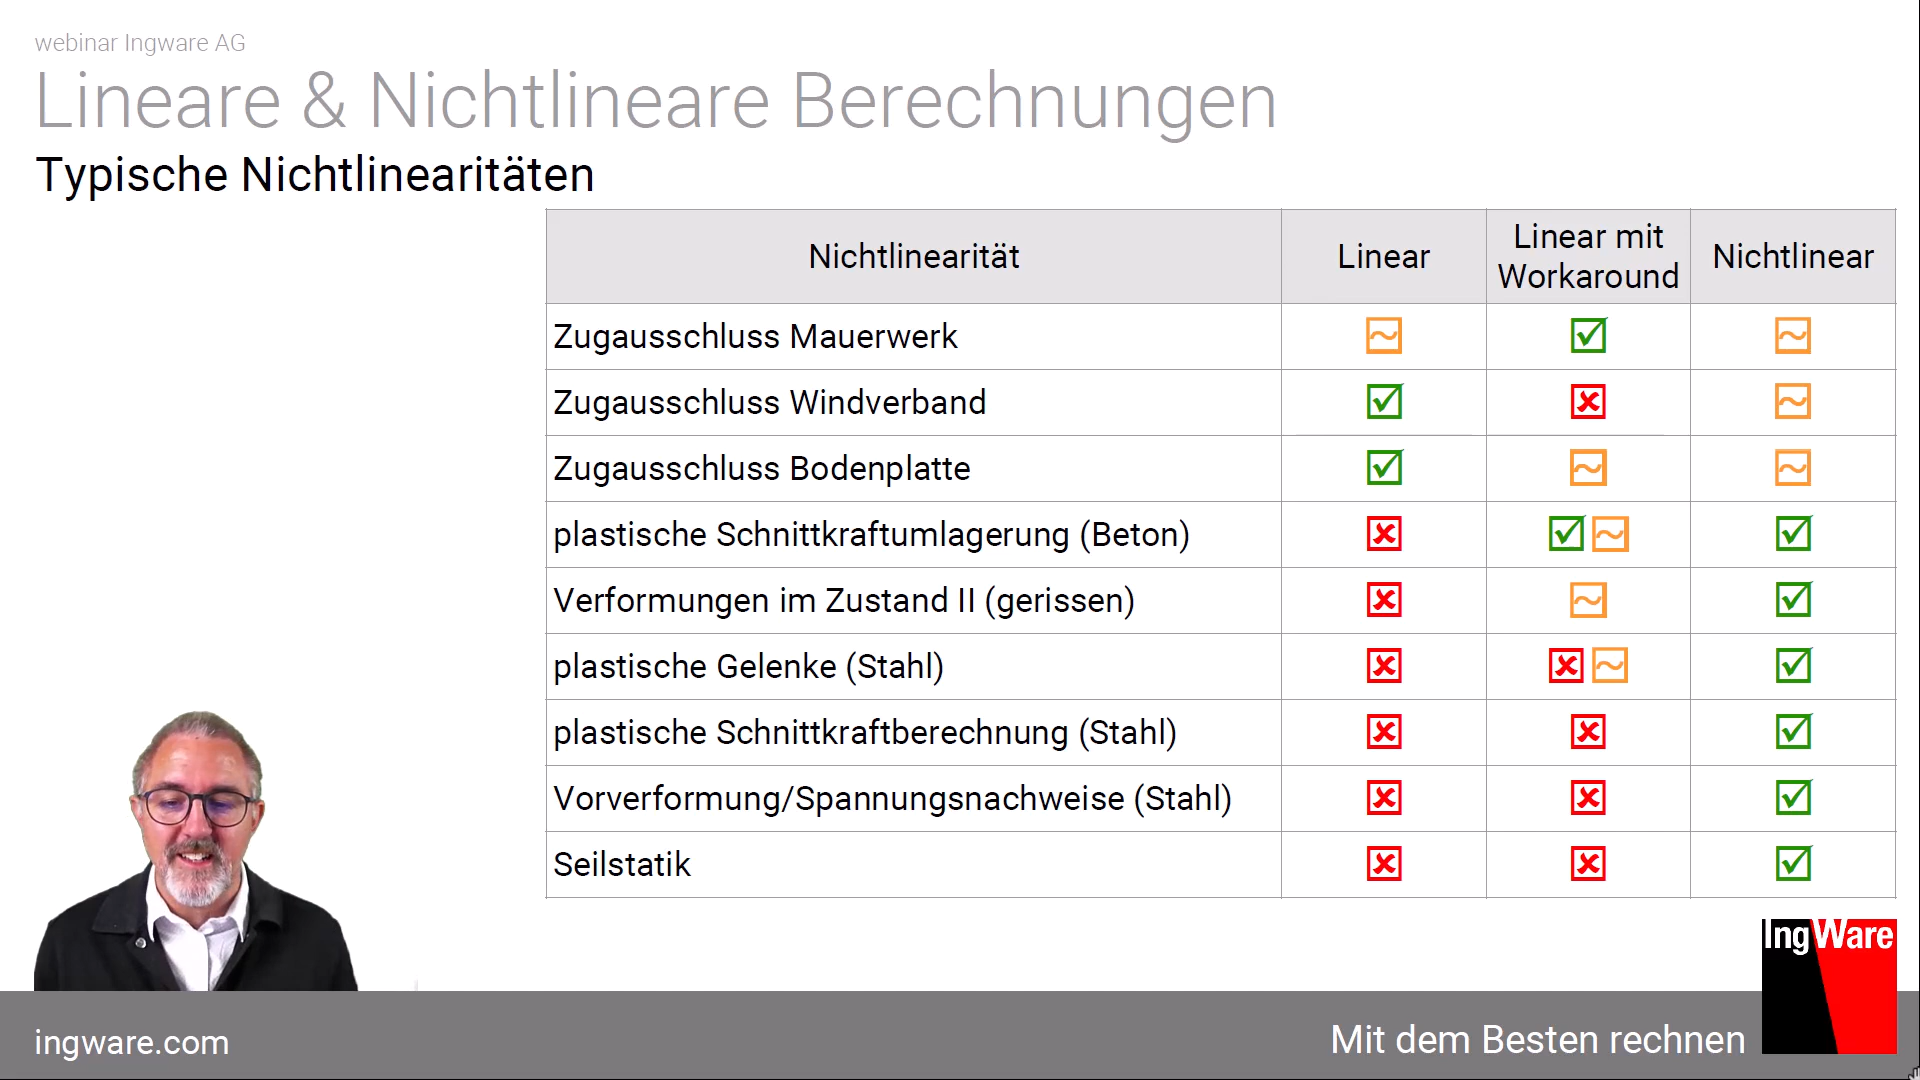 webinar Ingware AG
Lineare & Nichtlineare Berechnungen
Typische Nichtlinearitäten
Nichtlinearität Linear Linear mit Workaround Nichtlinear
Zugausschluss Mauerwerk
Zugausschluss Windverband
Zugausschluss Bodenplatte
plastische Schnittkraftumlagerung (Beton)
Verformungen im Zustand II (gerissen)
plastische Gelenke (Stahl)
plastische Schnittkraftberechnung (Stahl)
Vorverformung/Spannungsnachweise (Stahl)
Seilstatik
IngWare
ingware.com
Mit dem Besten rechnen